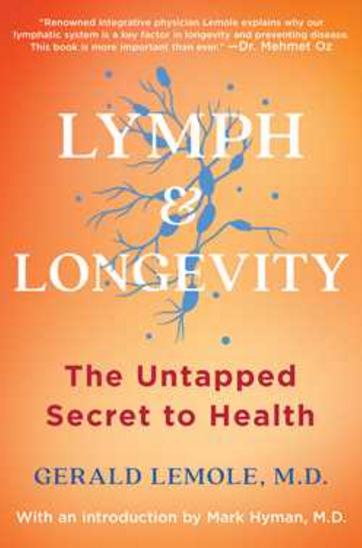 "Renowned integrative physician Lemole explains why our
lymphatic system is a key factor in longevity and preventing disease.
This book is more important than ever." —Dr. Mehmet Oz
LYMPH
&
LONGEVITY
The Untapped
Secret to Health
GERALD LEMOLE, M.D.
With an introduction by Mark Hyman, M.D.